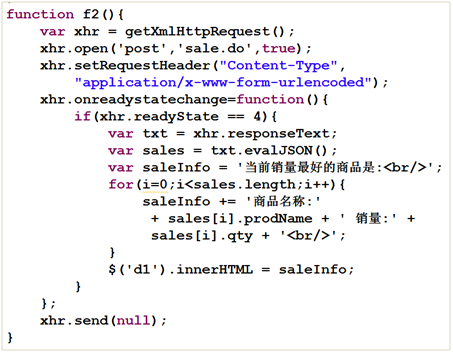 function f2(){
var xhr = getXmlHttpRequest();
xhr.open('post','sale.do',true);
xhr.setRequestHeader("Content-Type",
"application/x-www-form-urlencoded");
xhr.onreadystatechange=function(){
if(xhr.readyState == 4){
var txt = xhr.responseText;
var sales = txt.evalJSON();
var saleInfo = '当前销量最好的商品是:<br/>';
for(i=0;i<sales.length;i++){
saleInfo += '商品名称:'
+ sales[i].prodName + ' 销量:' +
sales[i].qty + '<br/>';
}
$('d1').innerHTML = saleInfo;
}
};
xhr.send(null);
}